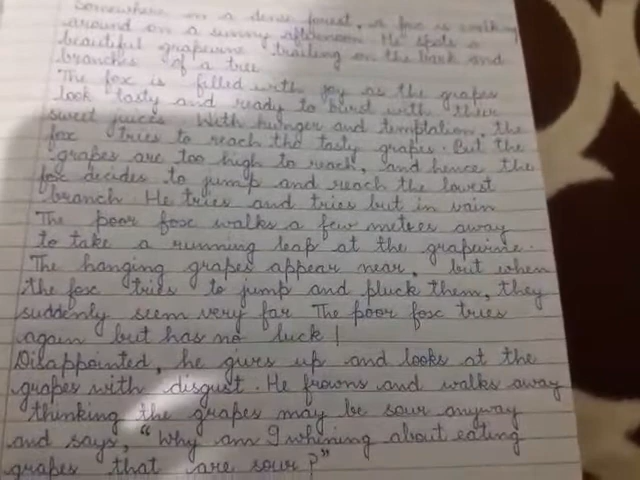 Somewhere in a dense forest, a fox is walking
around on a sunny afternoon. He spots a
beautiful grapevine trailing on the bark and
branches of a tree
The fox is filled with joy as the grapes
look tasty and ready to burst with their
sweet juices. With hunger and temptation, the
fox tries to reach the tasty grapes. But the
grapes are too high to reach, and hence the
fox decides to jump and reach the lowest
branch. He tries and tries but in vain
The poor fox walks a few metres away
to take a running leap at the grapevine.
The hanging grapes appear near, but when
the fox tries to jump and pluck them, they
suddenly seem very far The poor fox tries
again but has no luck!
Disappointed, he gives up and looks at the
grapes with disgust. He frowns and walks away
thinking the grapes may be sour anyway
and says, "Why am I whining about eating
grapes that are sour?"